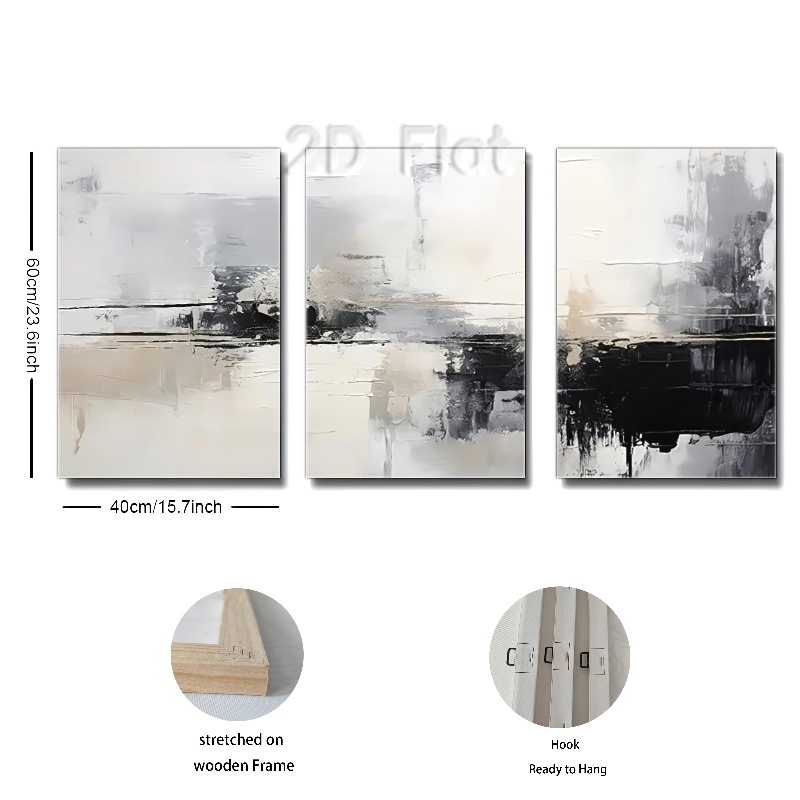 2D Flat
60cm/23.6inch
40cm/15.7inch
stretched on
wooden Frame
Hook
Ready to Hang